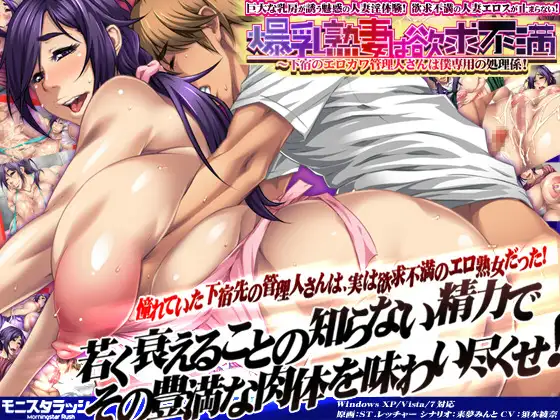 巨大な乳房が誘う魅惑の人妻淫体験！欲求不満の人妻エロスが止まらない！
爆乳熟妻は欲求不満
～下宿のエロカワ管理人さんは僕専用の処理係！
憧れていた下宿先の管理人さんは、実は欲求不満のエロ熟女だった！
若く衰えることの知らない精力で
その豊満な肉体を味わい尽くせ！
モニスタラッシュ
Morningstar Rush
Windows XP/Vista/7 対応
原画：S.T.レッチャー シナリオ：莫夢みんと CV：須本綾奈